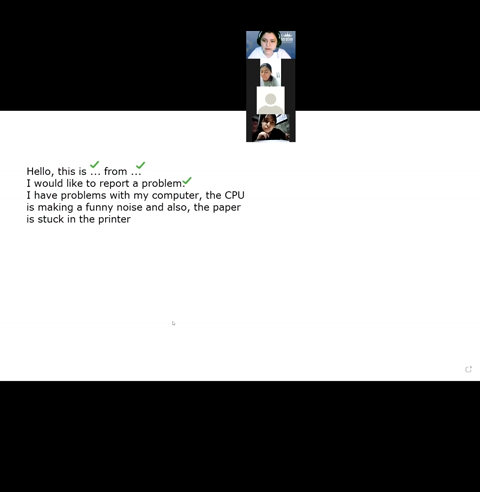 Hello, this is ... from ...
I would like to report a problem.
I have problems with my computer, the CPU
is making a funny noise and also, the paper
is stuck in the printer